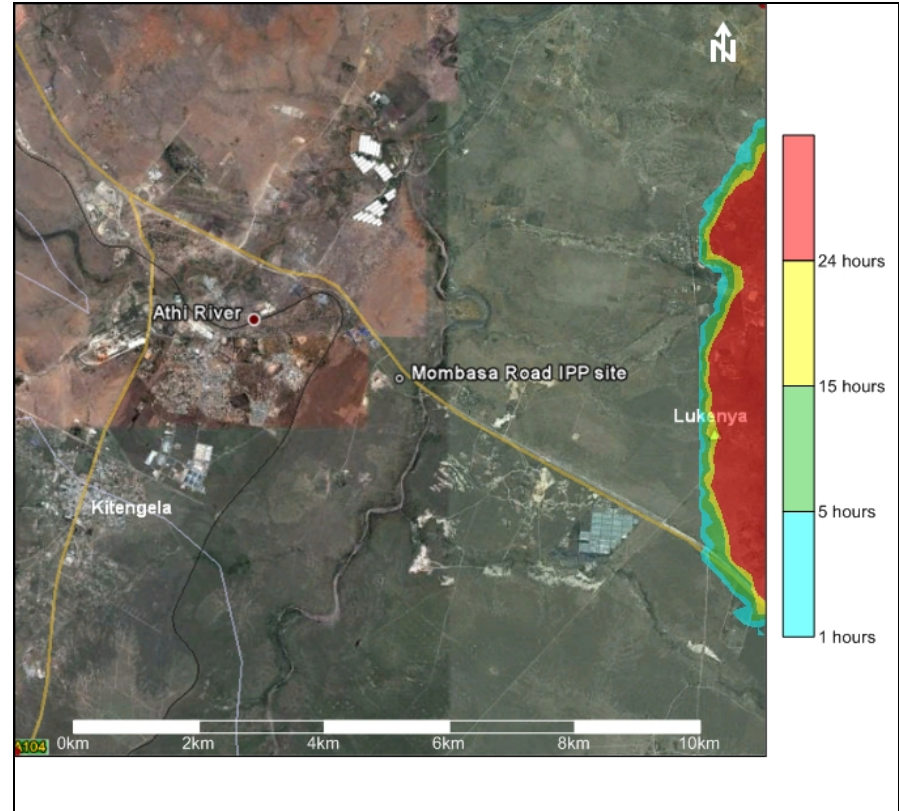 N
24 hours
Athi River
Mombasa Road IPP site
15 hours
Lukenya
Kitengela
5 hours
1 hours
A104
0km 2km 4km 6km 8km 10km